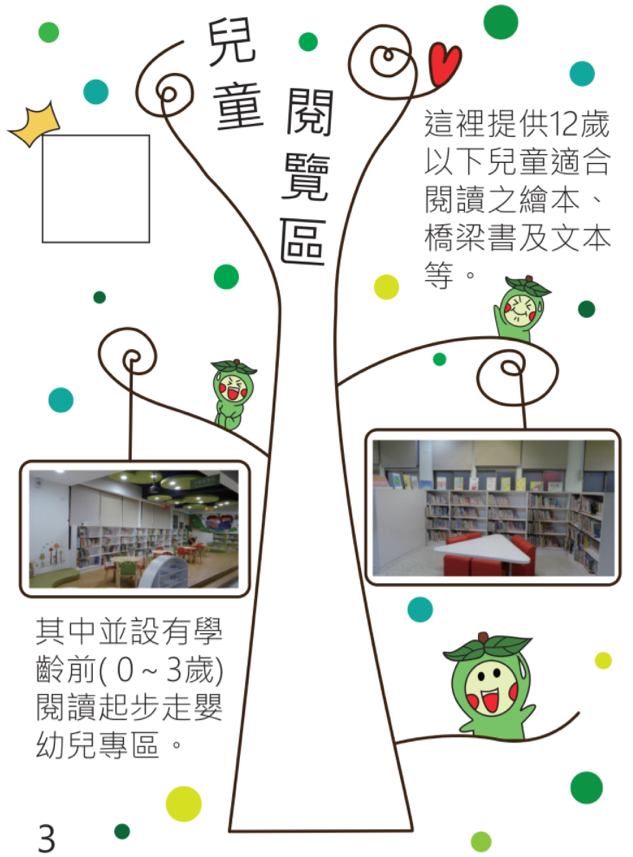 兒童
閱覽區
這裡提供12歲
以下兒童適合
閱讀之繪本、
橋梁書及文本
等。
其中並設有學
齡前( 0 ~ 3歲)
閱讀起步走嬰
幼兒專區。
3